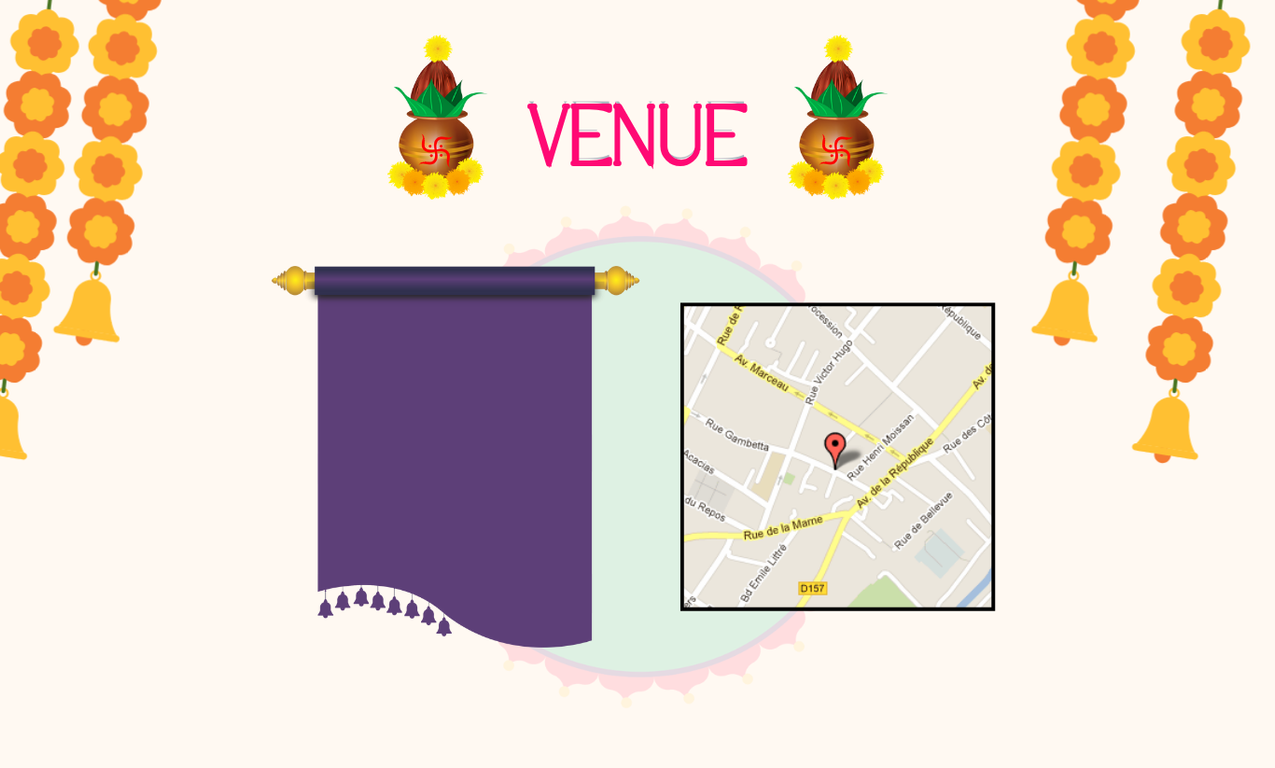 VENUE
Rue de
ocession
République
Rue Victor Hugo
Av. Marceau
Av. de
Rue Gambetta
Rue Henri Moissan
Rue des Côt
Acacias
Av. de la République
du Repos
Rue de la Marne
Rue de Bellevue
Bd Emile Littré
D157
ers